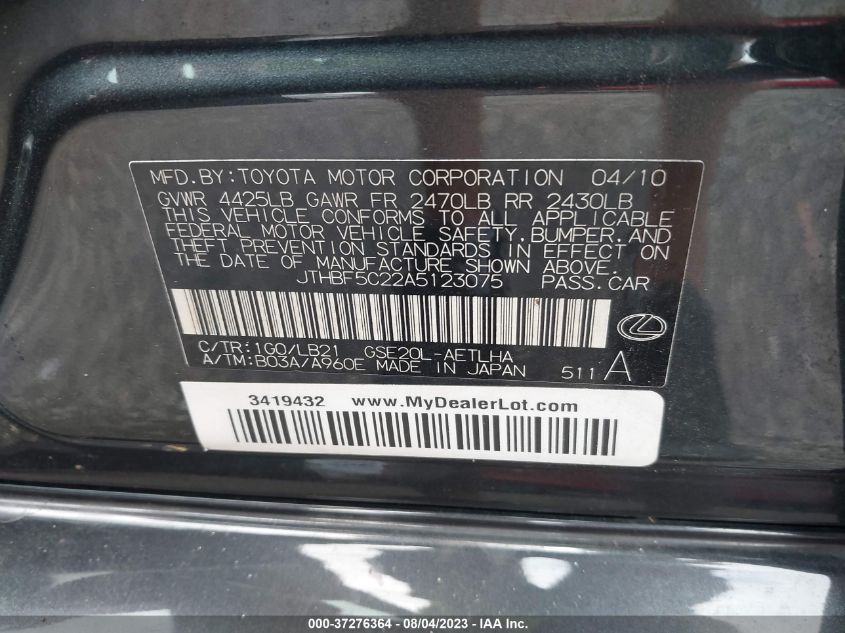 MFD.BY:TOYOTA MOTOR CORPORATION 04/10
GVWR 4425LB GAWR FR 2470LB RR 2430LB
THIS VEHICLE CONFORMS TO ALL APPLICABLE
FEDERAL MOTOR VEHICLE SAFETY,BUMPER,AND
THEFT PREVENTION STANDARDS IN EFFECT ON
THE DATE OF MANUFACTURE SHOWN ABOVE.
JTHBF5C22A5123075 PASS.CAR
C/TR:1G0/LB21 GSE20L-AETLHA
A/TM:B03A/A960E MADE IN JAPAN 511 A
3419432 www.MyDealerLot.com
000-37276364 - 08/04/2023 - IAA Inc.